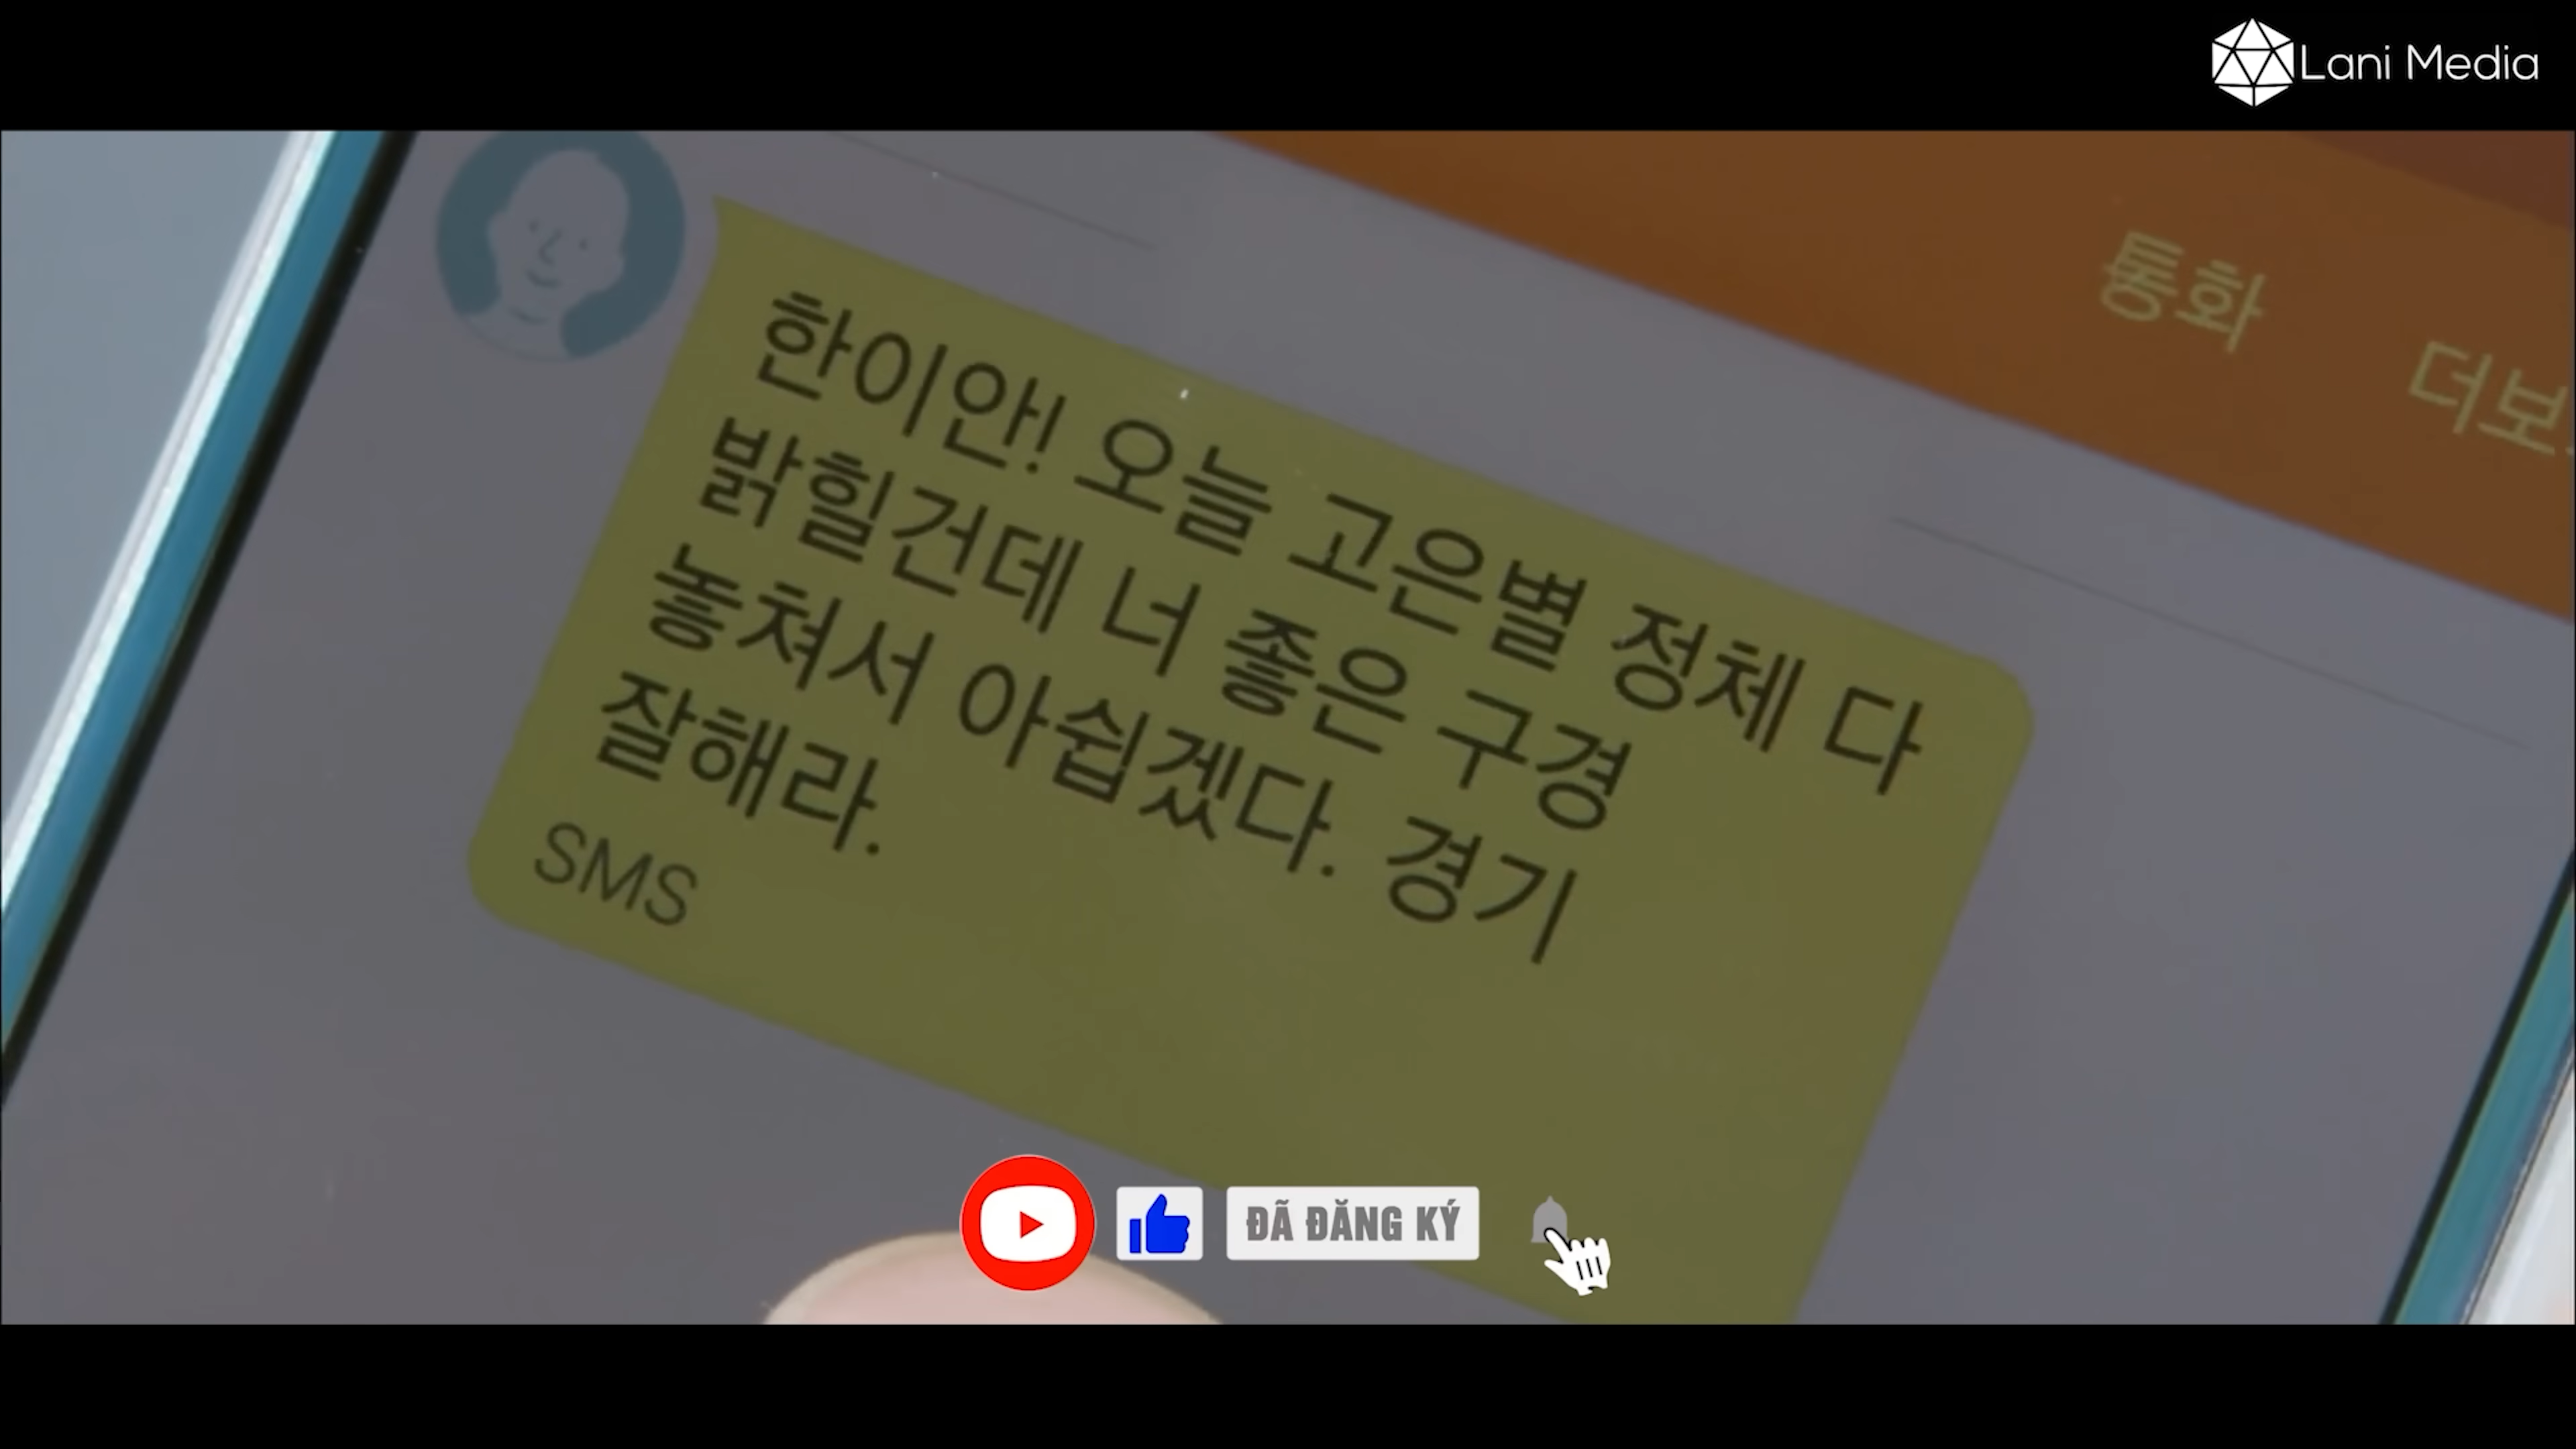 Lani Media
통화
더보
한이안! 오늘 고은별 정체 다
밝힐건데 너 좋은 구경
놓쳐서 아쉽겠다. 경기
잘해라.
SMS
ĐÃ ĐĂNG KÝ